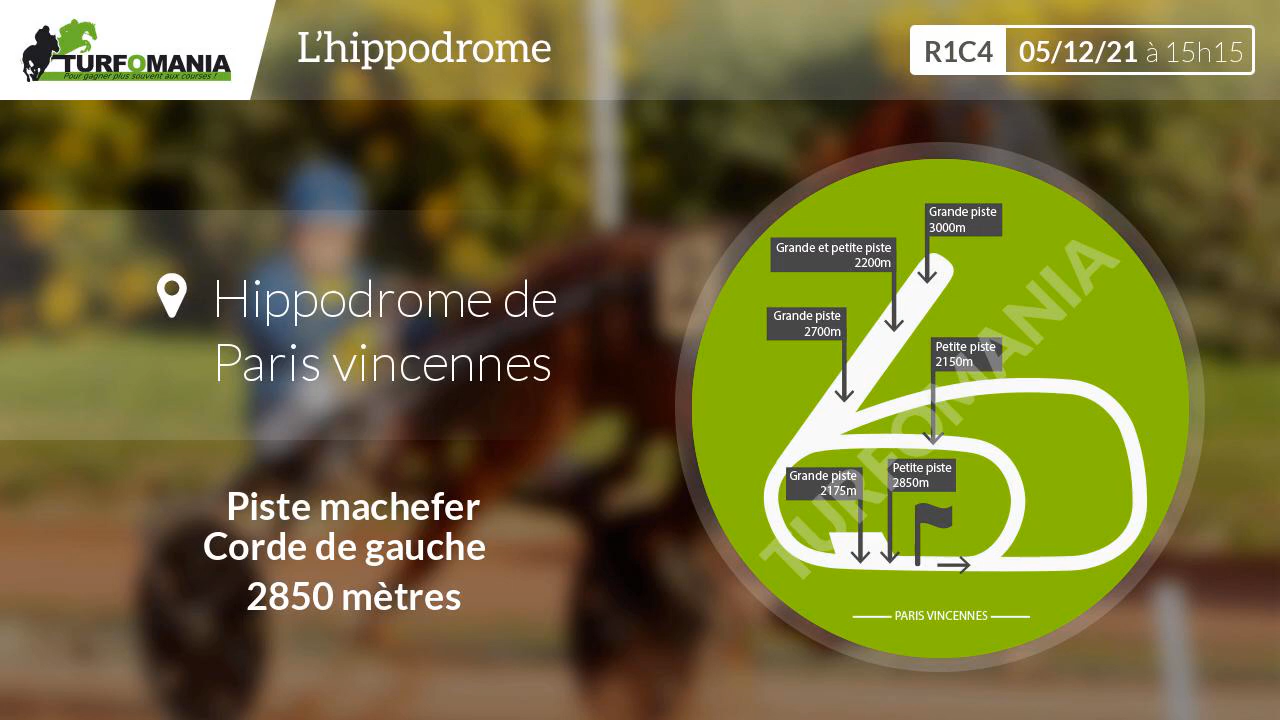 TURFOMANIA
Pour gagner plus souvent aux courses !
L'hippodrome
R1C4 05/12/21 à 15h15
Hippodrome de
Paris vincennes
Piste machefer
Corde de gauche
2850 mètres
Grande piste
3000m
Grande et petite piste
2200m
Grande piste
2700m
Petite piste
2150m
Grande piste
2175m
Petite piste
2850m
TURFOMANIA
PARIS VINCENNES